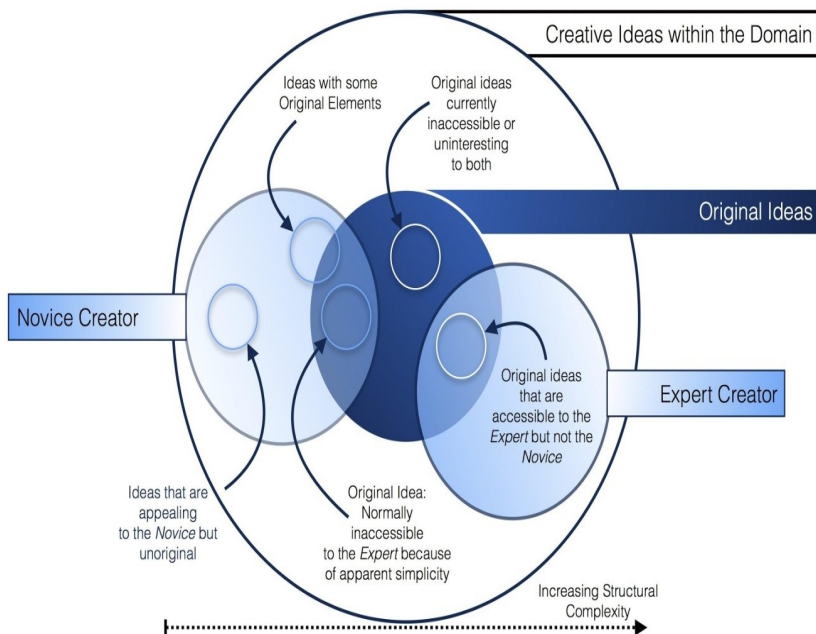 Creative Ideas within the Domain
Ideas with some
Original Elements
Original ideas
currently
inaccessible or
uninteresting
to both
Original Ideas
Novice Creator
Expert Creator
Original ideas
that are
accessible to the
Expert but not the
Novice
Ideas that are
appealing
to the Novice but
unoriginal
Original Idea:
Normally
inaccessible
to the Expert because
of apparent simplicity
Increasing Structural
Complexity